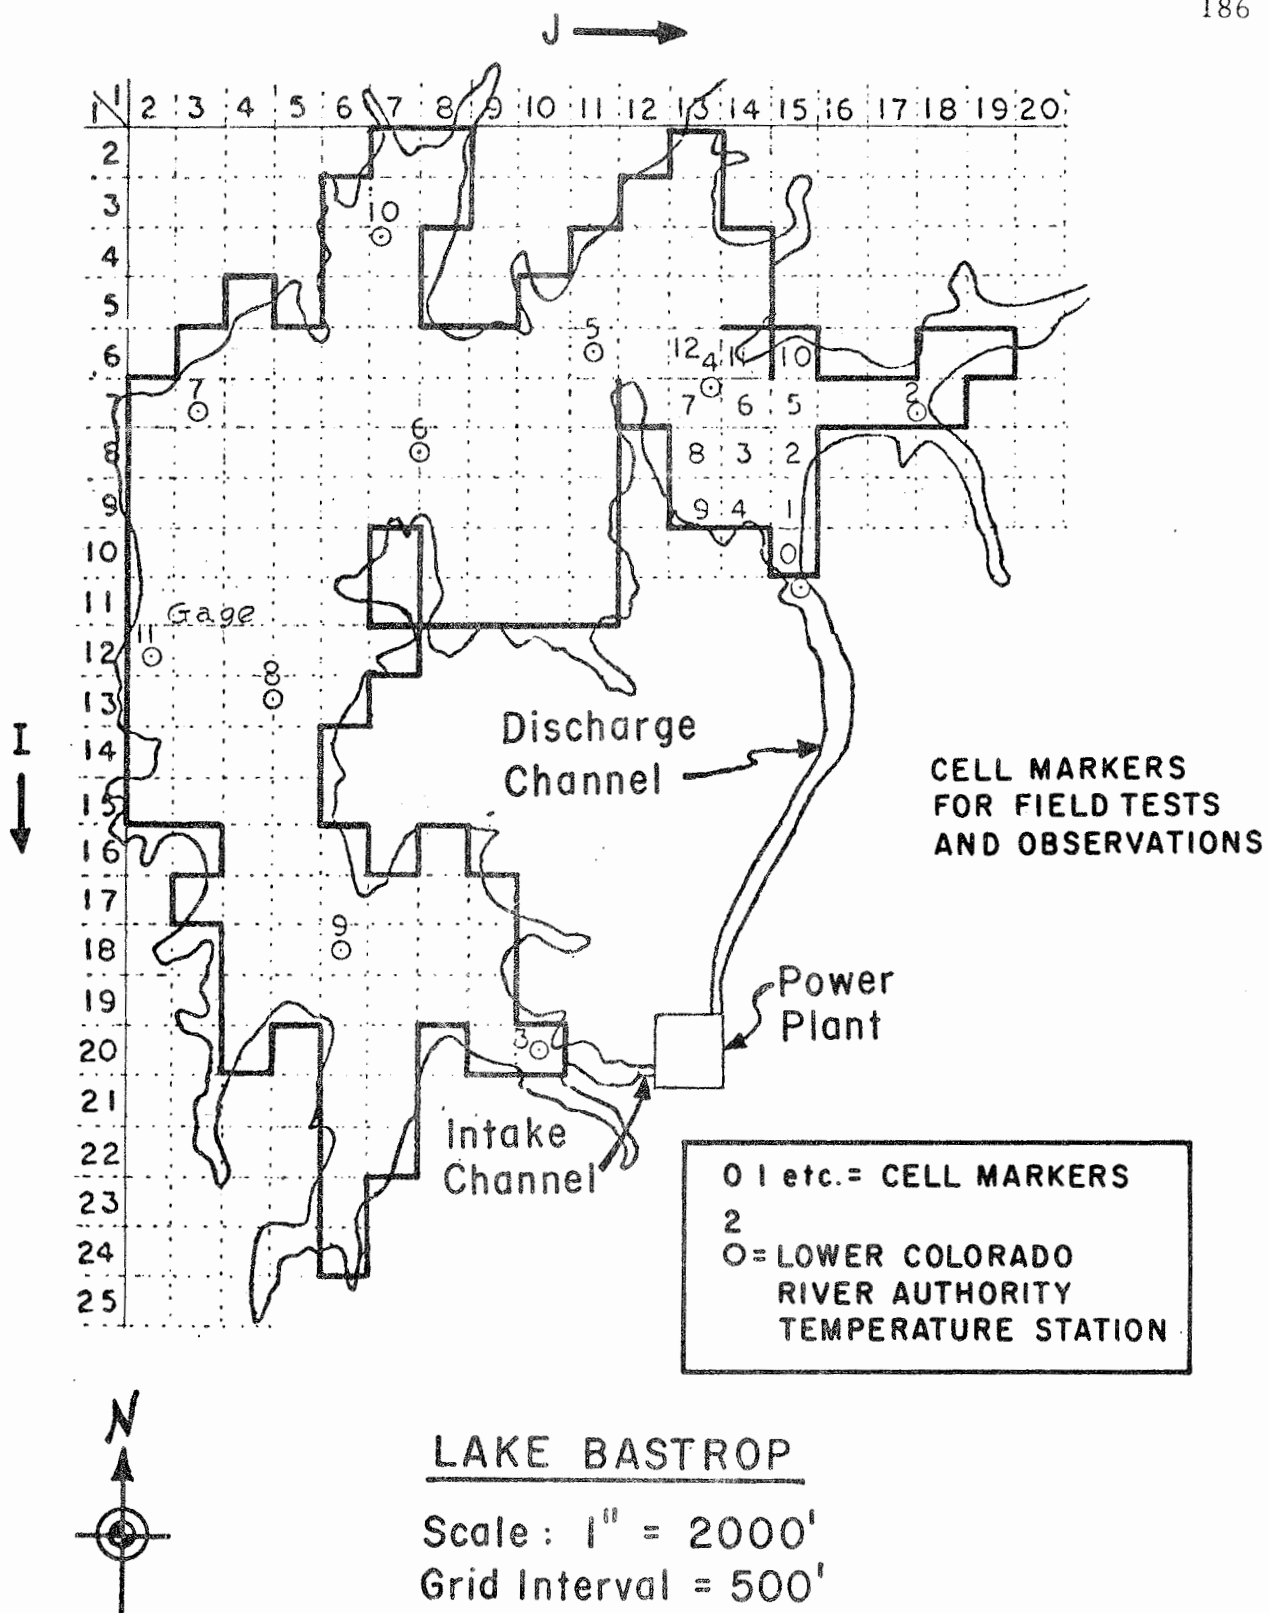 186
J
1 1 2 3 4 5 6 7 8 9 10 11 12 13 14 15 16 17 18 19 20
2
3
10
4
5
5
6
12 4 11 10
7
7
7 6 5
2
6
8
8 3 2
9
9 4 1
10
0
11
Gage
11
12
8
13
I
14
Discharge
Channel
15
CELL MARKERS
FOR FIELD TESTS
AND OBSERVATIONS
16
17
9
18
19
Power
Plant
20
3
21
Intake
Channel
22
23
24
25
0 1 etc. = CELL MARKERS
2
O = LOWER COLORADO
RIVER AUTHORITY
TEMPERATURE STATION
N
LAKE BASTROP
Scale : 1" = 2000'
Grid Interval = 500'